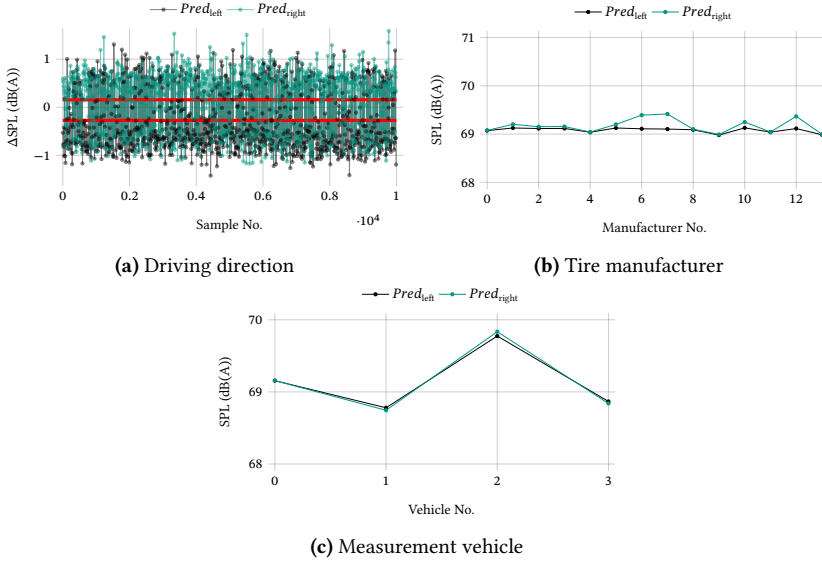 Pred_left Pred_right
ΔSPL (dB(A))
1
0
−1
0 0.2 0.4 0.6 0.8 1
·10^4
Sample No.
(a) Driving direction
Pred_left Pred_right
SPL (dB(A))
71
70
69
68
0 2 4 6 8 10 12
Manufacturer No.
(b) Tire manufacturer
Pred_left Pred_right
SPL (dB(A))
70
69
68
0 1 2 3
Vehicle No.
(c) Measurement vehicle